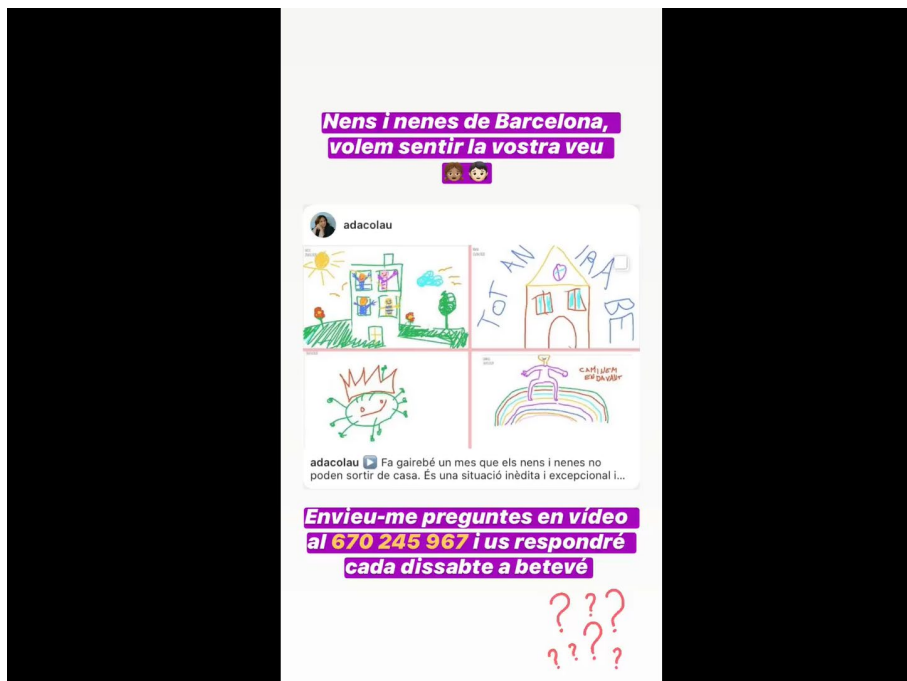 Nens i nenes de Barcelona,
volem sentir la vostra veu
adacolau
TOT AN IRA BE
CAMINEM
ENDAVANT
adacolau ▶ Fa gairebé un mes que els nens i nenes no
poden sortir de casa. És una situació inèdita i excepcional i...
Envieu-me preguntes en vídeo
al 670 245 967 i us respondré
cada dissabte a betevé
? ? ?
? ? ? ?